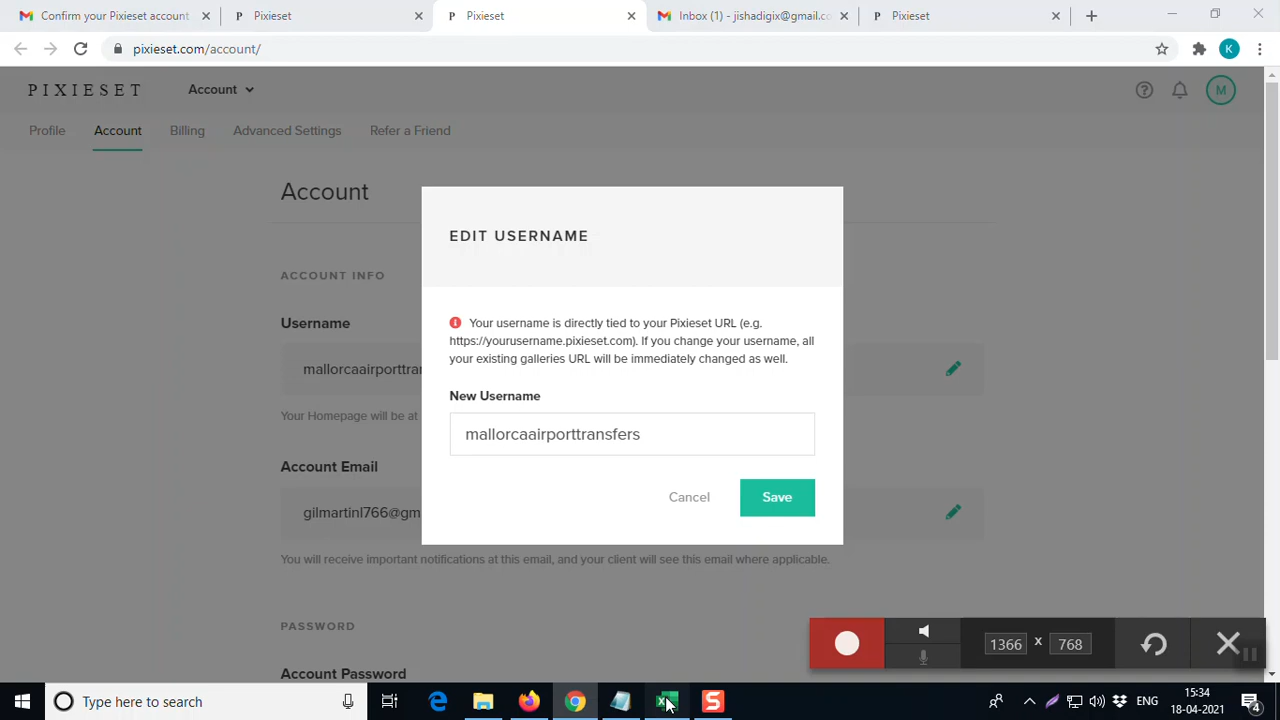 Confirm your Pixieset account
Pixieset
Pixieset
Inbox (1) - jishadigix@gmail.co
Pixieset
pixieset.com/account/
K
PIXIESET
Account
M
Profile
Account
Billing
Advanced Settings
Refer a Friend
Account
EDIT USERNAME
ACCOUNT INFO
Username
Your username is directly tied to your Pixieset URL (e.g.
https://yourusername.pixieset.com). If you change your username, all
your existing galleries URL will be immediately changed as well.
mallorcaairporttran
New Username
Your Homepage will be at
mallorcaairporttransfers
Account Email
Cancel
Save
gilmartinl766@gm
You will receive important notifications at this email, and your client will see this email where applicable.
PASSWORD
1366 x 768
Account Password
Type here to search
ENG
15:34
18-04-2021
4